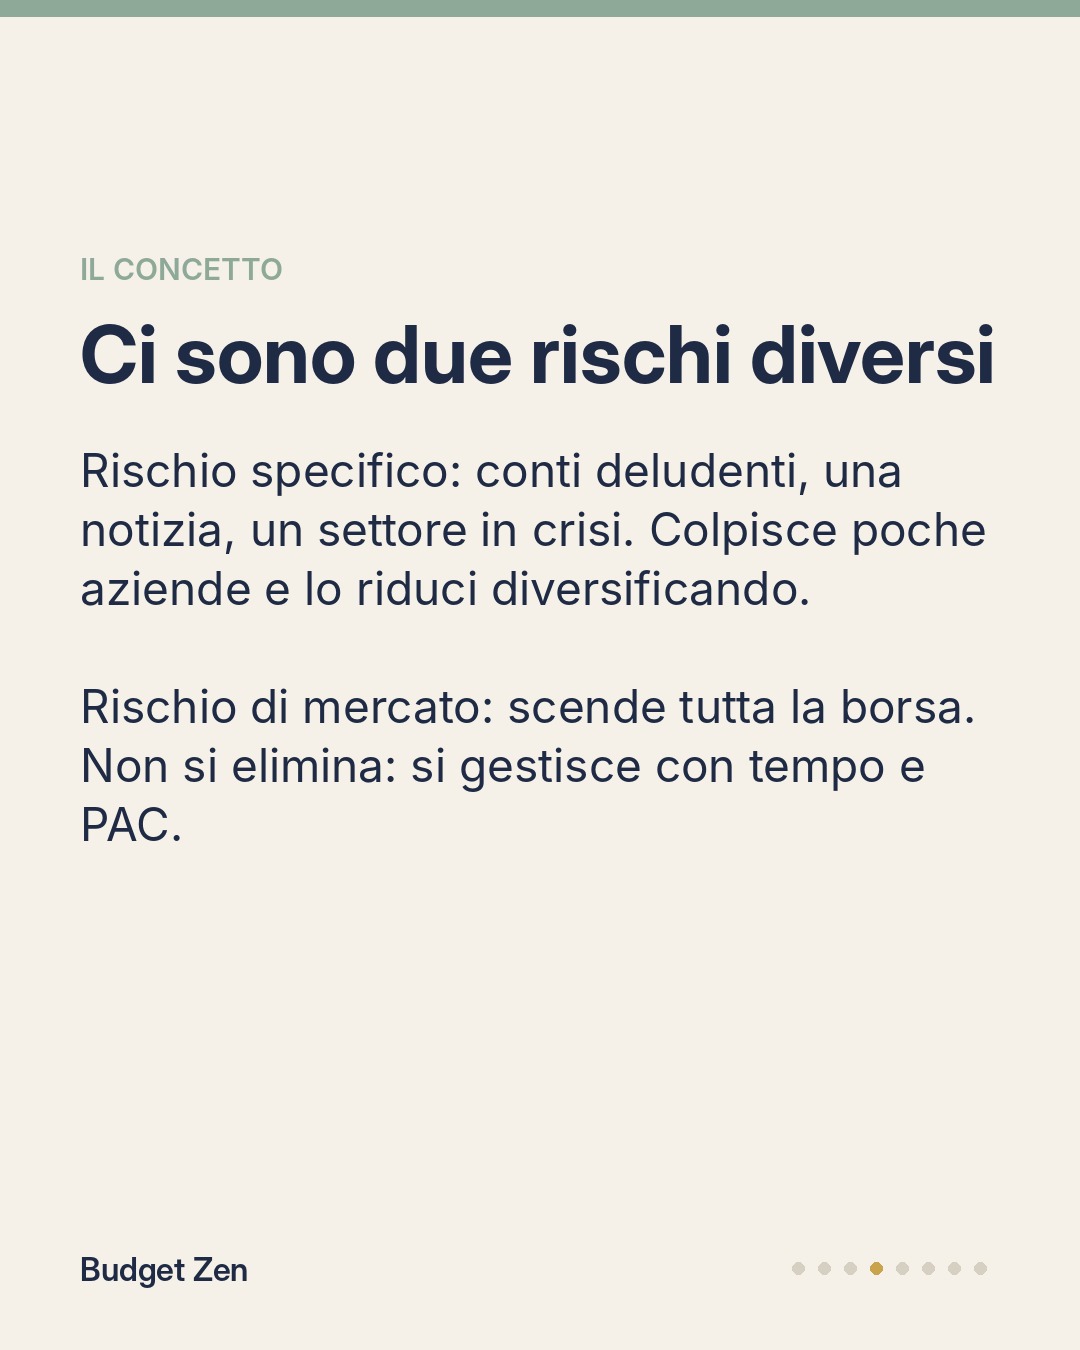 IL CONCETTO
Ci sono due rischi diversi
Rischio specifico: conti deludenti, una
notizia, un settore in crisi. Colpisce poche
aziende e lo riduci diversificando.
Rischio di mercato: scende tutta la borsa.
Non si elimina: si gestisce con tempo e
PAC.
Budget Zen